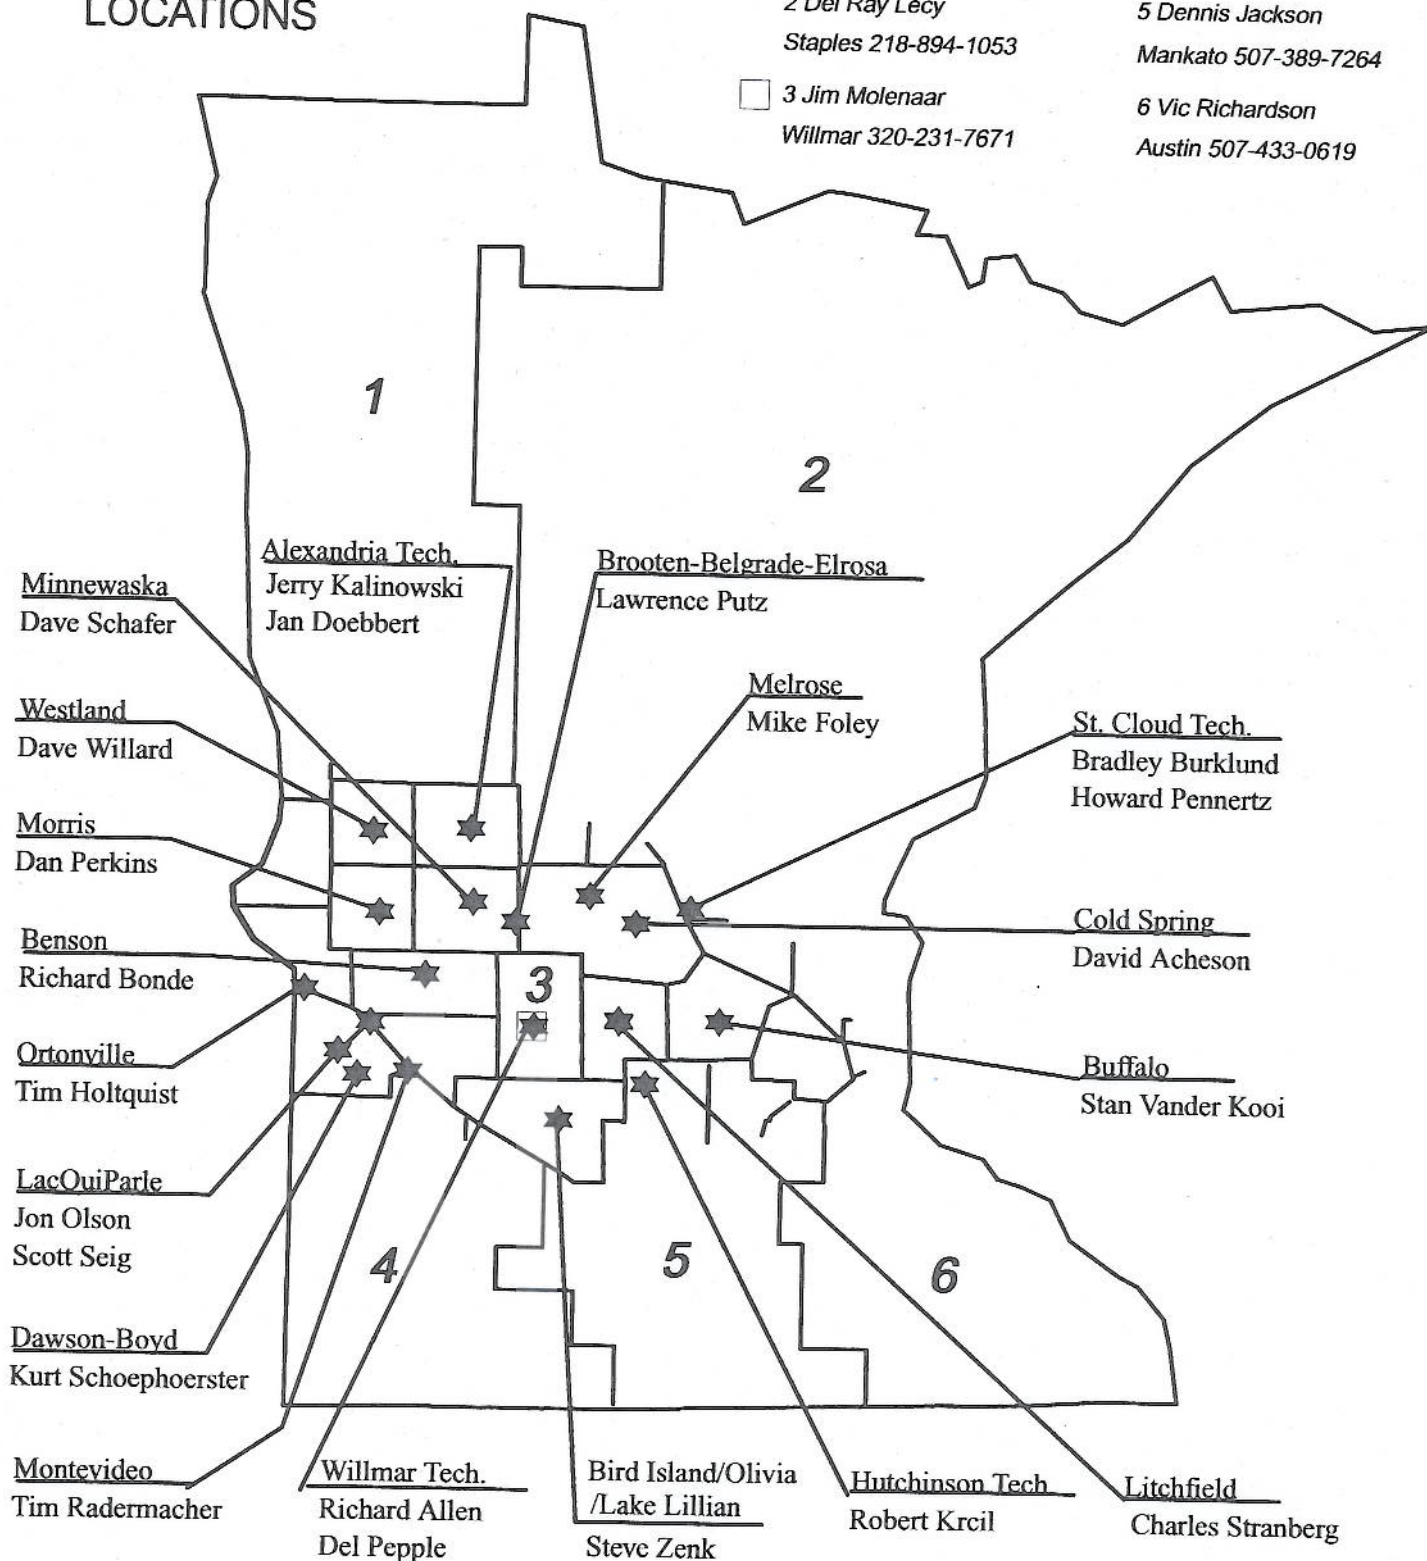 LOCATIONS
2 Del Ray Lecy
Staples 218-894-1053
3 Jim Molenaar
Willmar 320-231-7671
5 Dennis Jackson
Mankato 507-389-7264
6 Vic Richardson
Austin 507-433-0619
1
2
Alexandria Tech.
Jerry Kalinowski
Jan Doebbert
Brooten-Belgrade-Elrosa
Lawrence Putz
Minnewaska
Dave Schafer
Melrose
Mike Foley
Westland
Dave Willard
St. Cloud Tech.
Bradley Burklund
Howard Pennertz
Morris
Dan Perkins
Cold Spring
David Acheson
Benson
Richard Bonde
3
Ortonville
Tim Holtquist
Buffalo
Stan Vander Kooi
LacQuiParle
Jon Olson
Scott Seig
4
5
6
Dawson-Boyd
Kurt Schoephoerster
Montevideo
Tim Radermacher
Willmar Tech.
Richard Allen
Del Pepple
Bird Island/Olivia
/Lake Lillian
Steve Zenk
Hutchinson Tech
Robert Krcil
Litchfield
Charles Stranberg